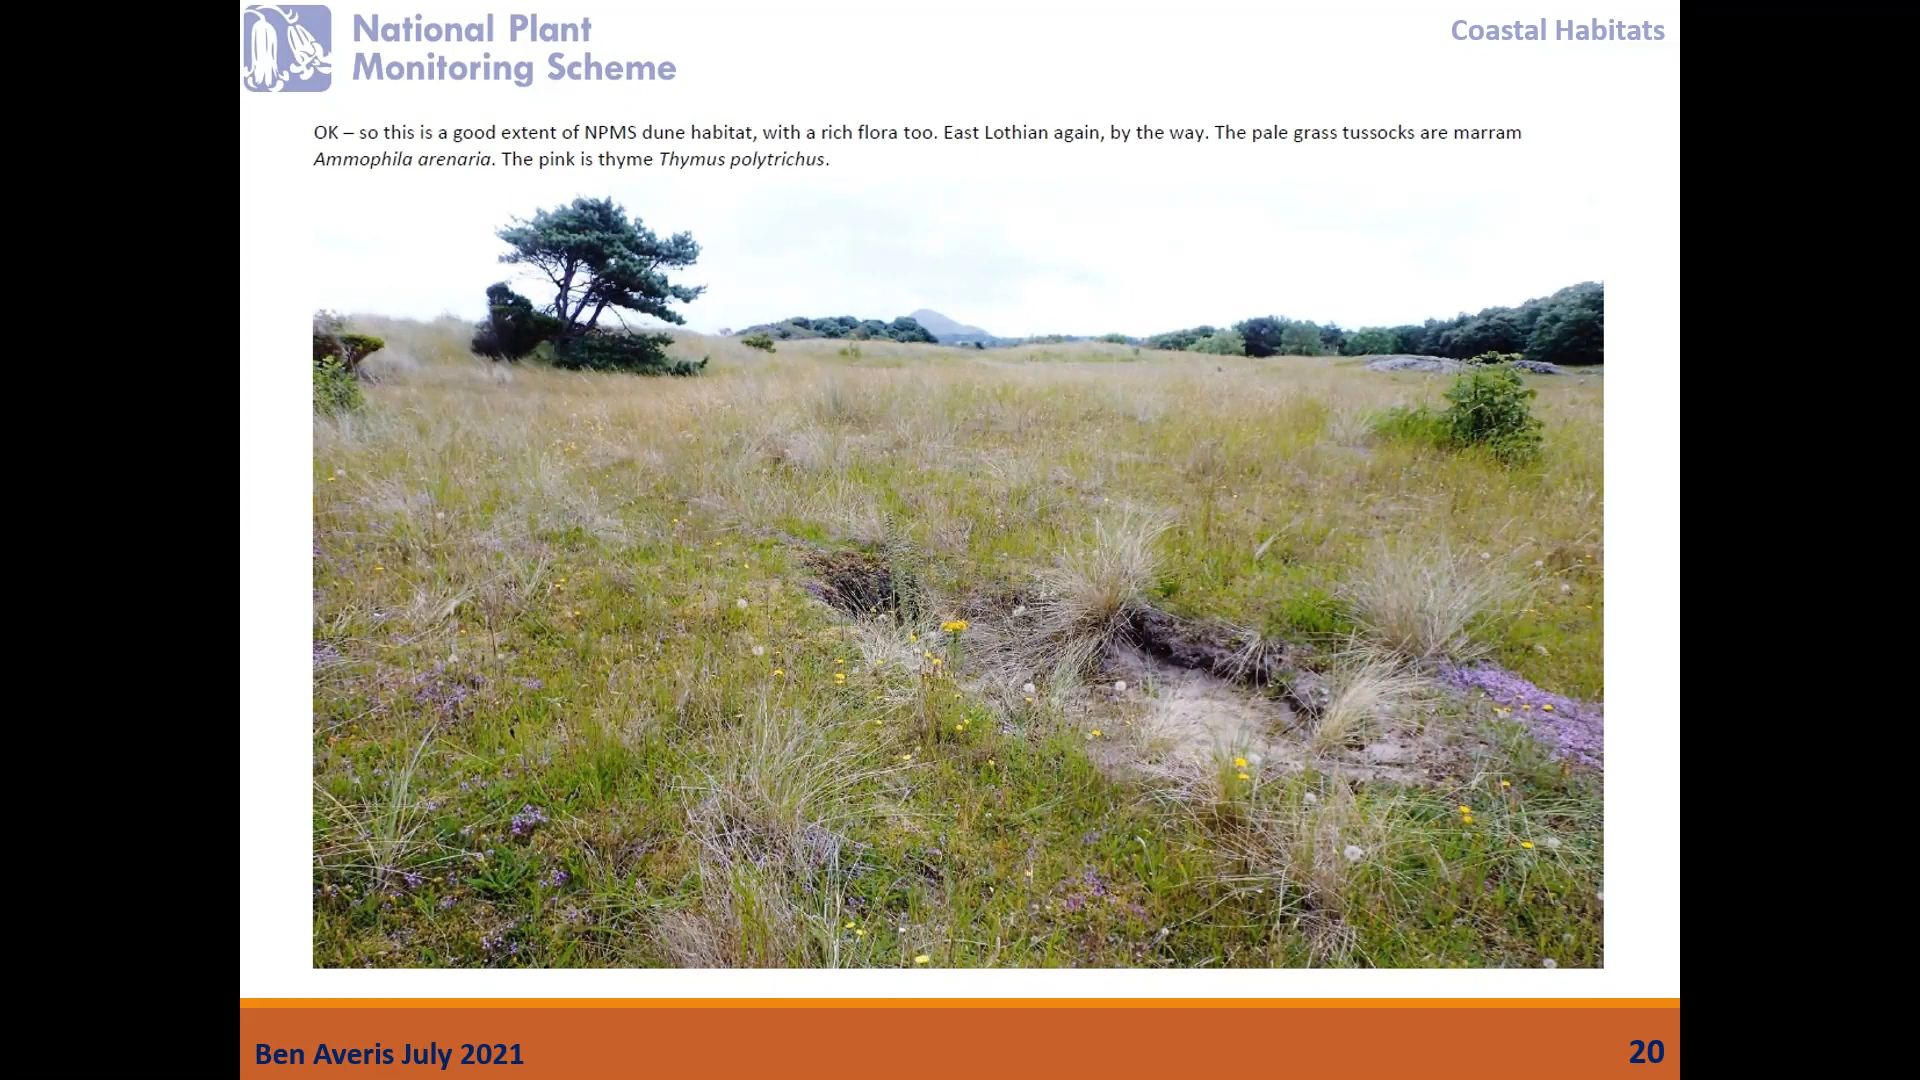 National Plant
Monitoring Scheme
Coastal Habitats
OK – so this is a good extent of NPMS dune habitat, with a rich flora too. East Lothian again, by the way. The pale grass tussocks are marram
Ammophila arenaria. The pink is thyme Thymus polytrichus.
Ben Averis July 2021
20